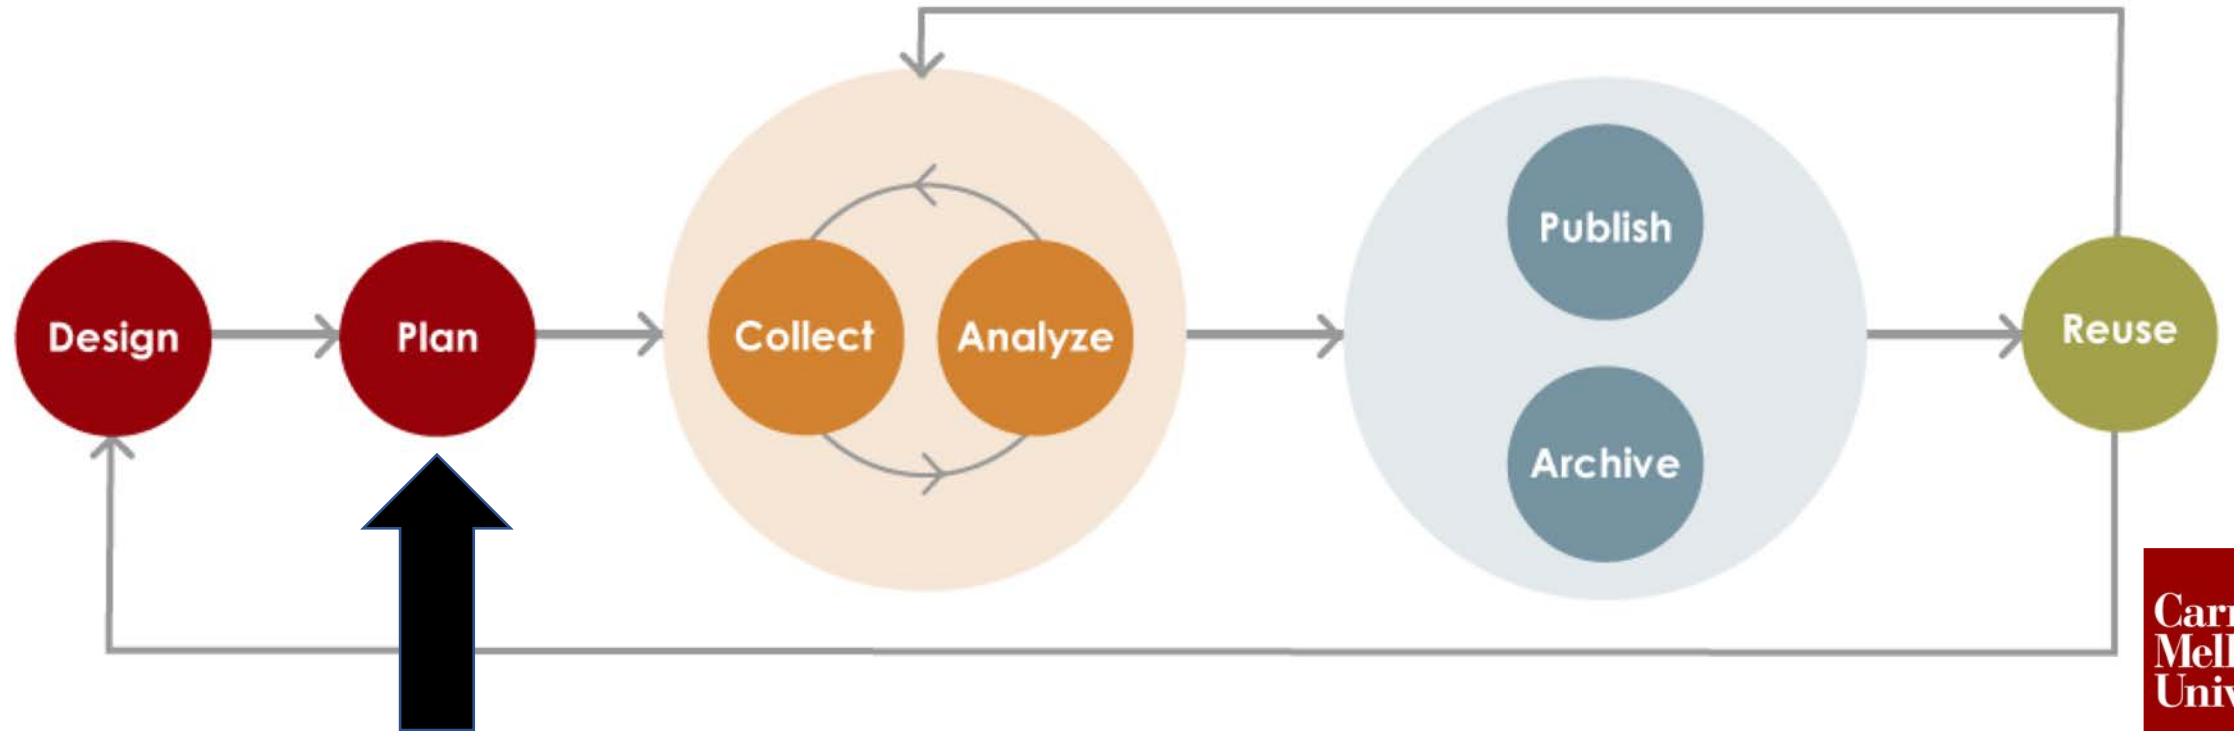 Design
Plan
Collect
Analyze
Publish
Archive
Reuse